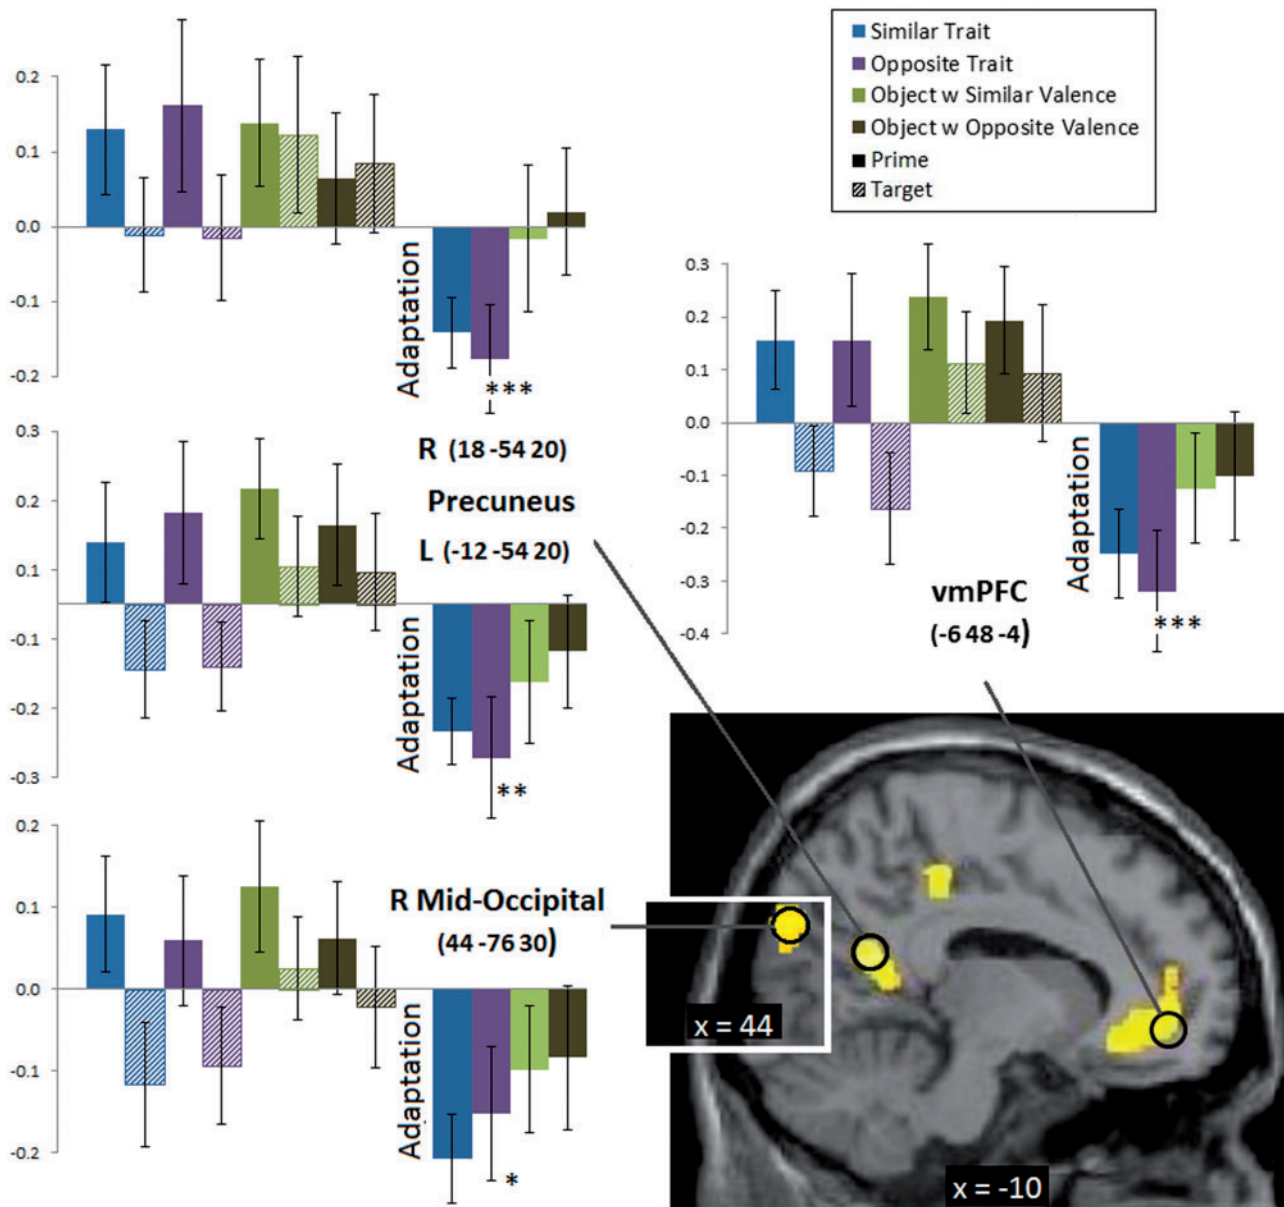 Similar Trait
Opposite Trait
Object w Similar Valence
Object w Opposite Valence
Prime
Target
0.2
0.1
0.0
-0.1
-0.2
Adaptation
***
R (18 -54 20)
Precuneus
L (-12 -54 20)
0.3
0.2
0.1
-0.1
-0.2
-0.3
Adaptation
**
0.2
0.1
0.0
-0.1
-0.2
Adaptation
*
R Mid-Occipital
(44 -76 30)
0.3
0.2
0.1
0.0
-0.1
-0.2
-0.3
-0.4
Adaptation
***
vmPFC
(-6 48 -4)
x = 44
x = -10